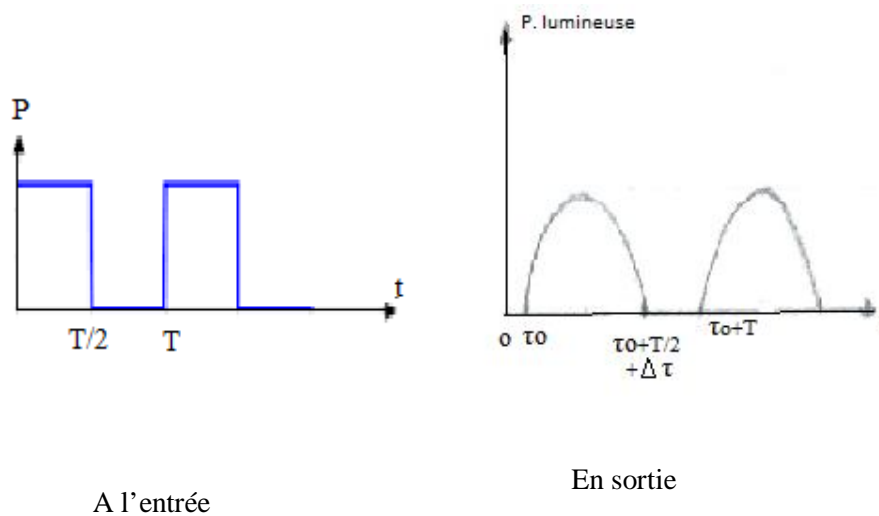 P
t
T/2 T
A l’entrée
P. lumineuse
o τo
τo+T/2
+Δ τ
τo+T
En sortie